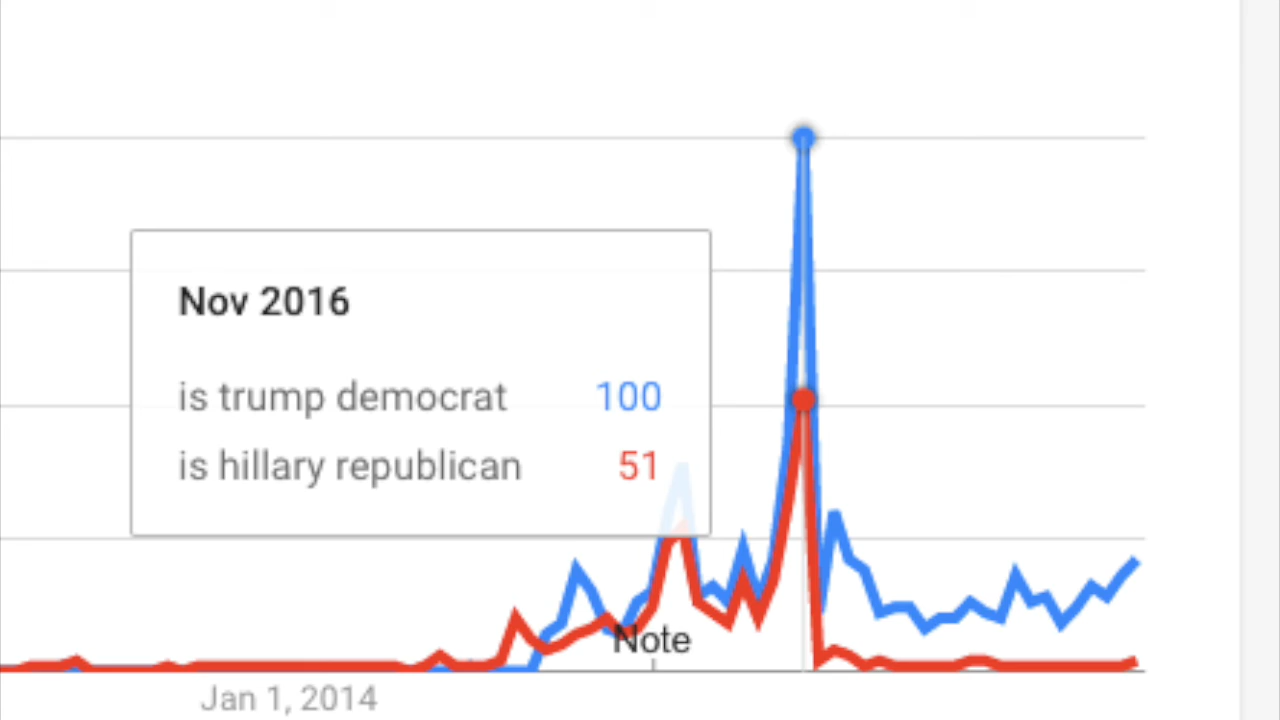 Nov 2016
is trump democrat 100
is hillary republican 51
Note
Jan 1, 2014